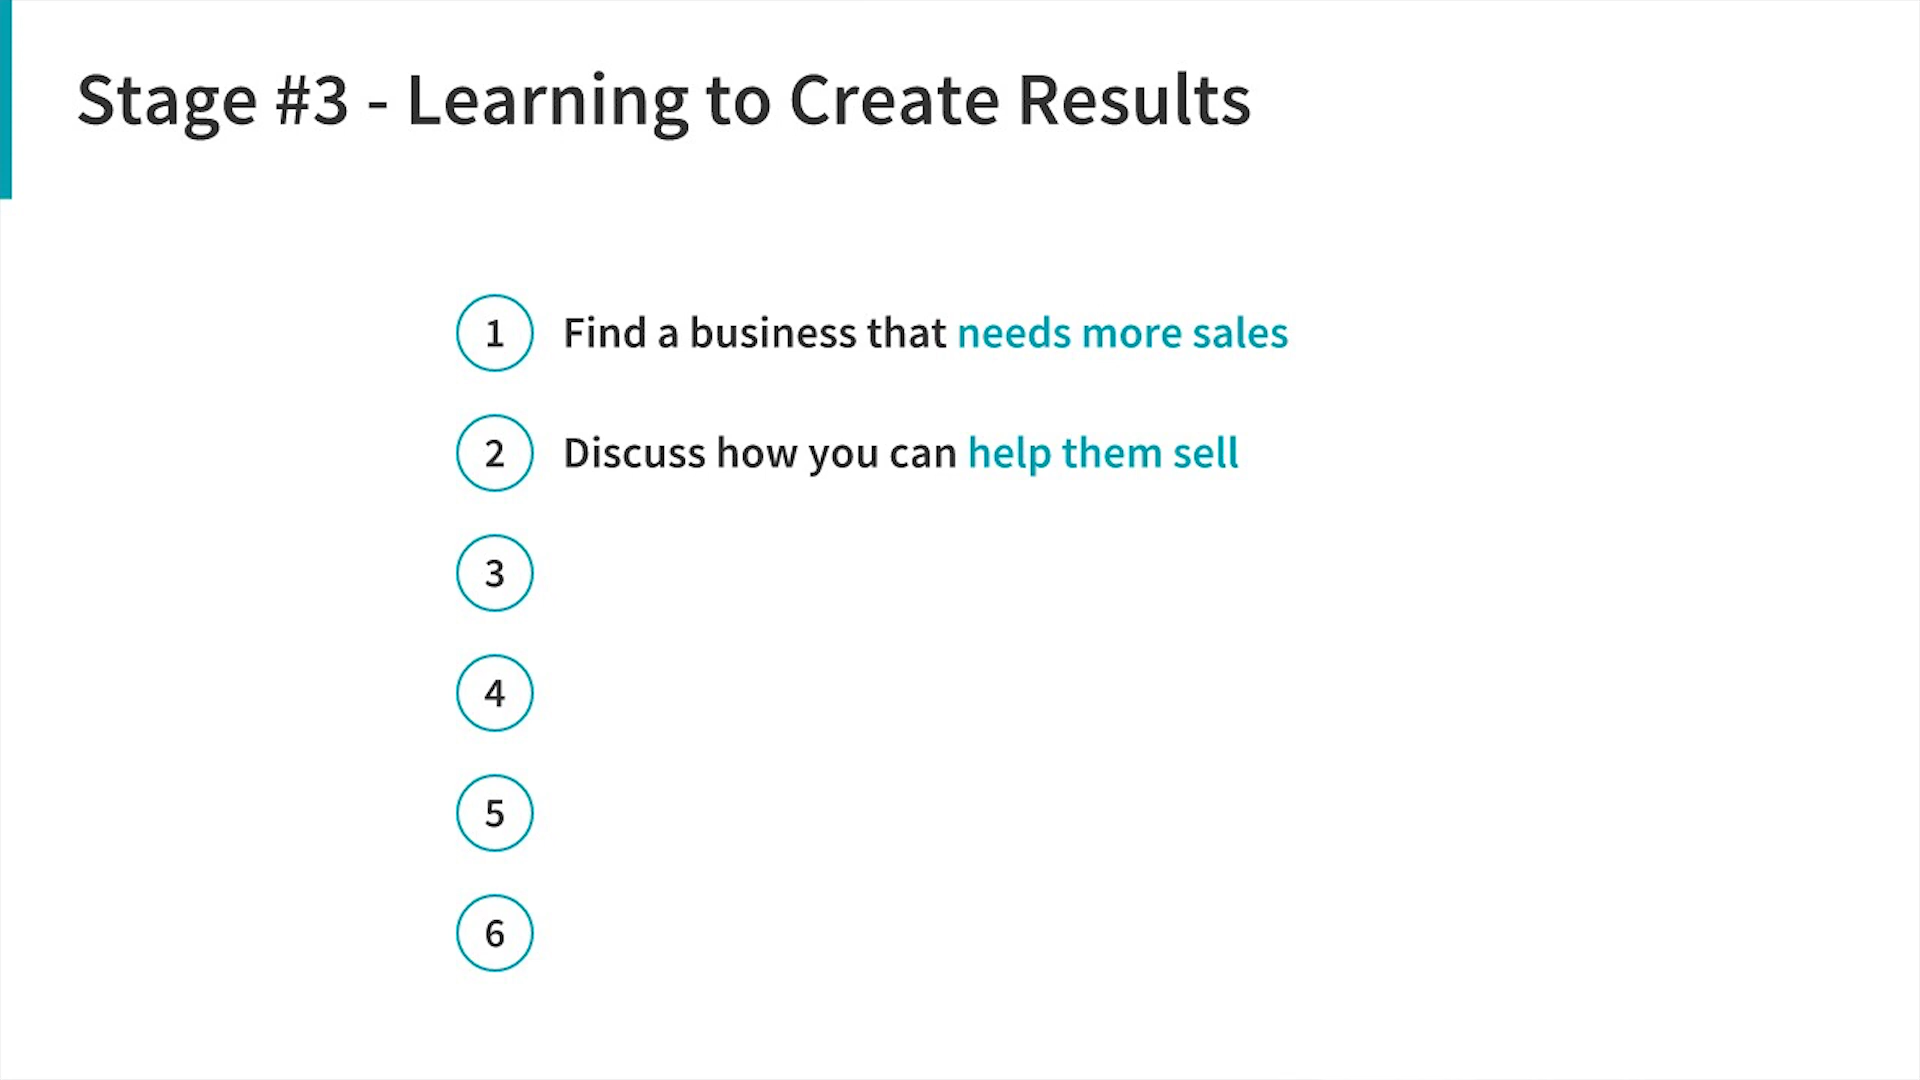 Stage #3 - Learning to Create Results
1 Find a business that needs more sales
2 Discuss how you can help them sell
3
4
5
6